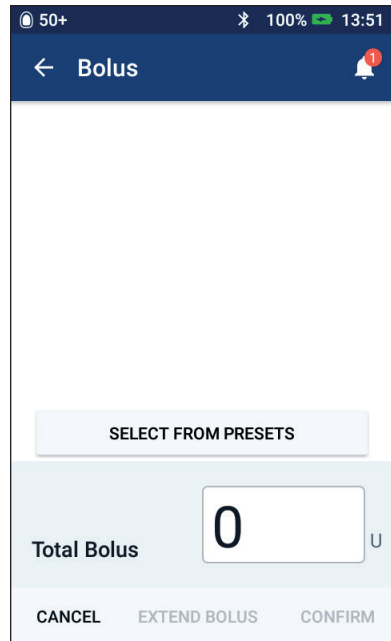 50+ 100% 13:51
Bolus 1
SELECT FROM PRESETS
Total Bolus 0 U
CANCEL EXTEND BOLUS CONFIRM